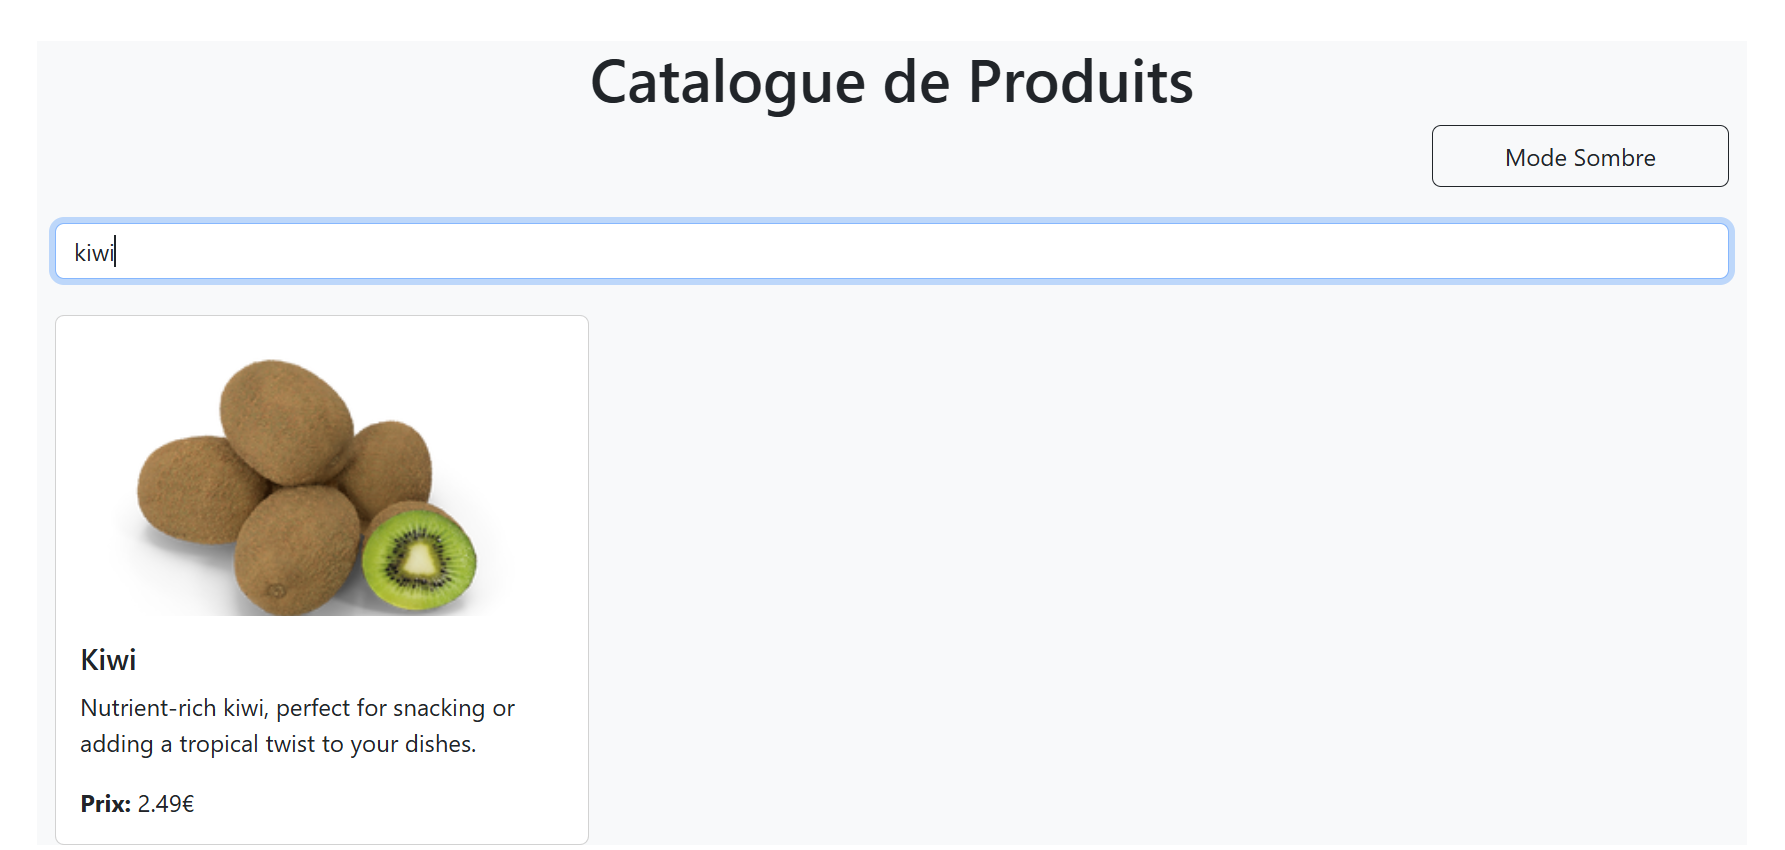 Catalogue de Produits
Mode Sombre
kiwi
Kiwi
Nutrient-rich kiwi, perfect for snacking or
adding a tropical twist to your dishes.
Prix: 2.49€